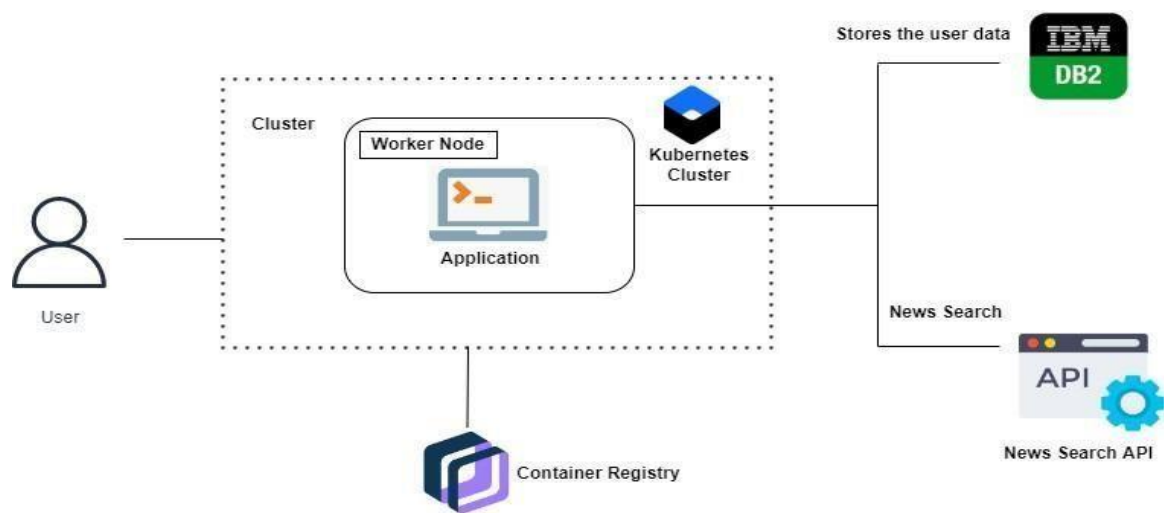 Stores the user data
IBM
DB2
Cluster
Worker Node
Kubernetes
Cluster
Application
User
News Search
API
News Search API
Container Registry